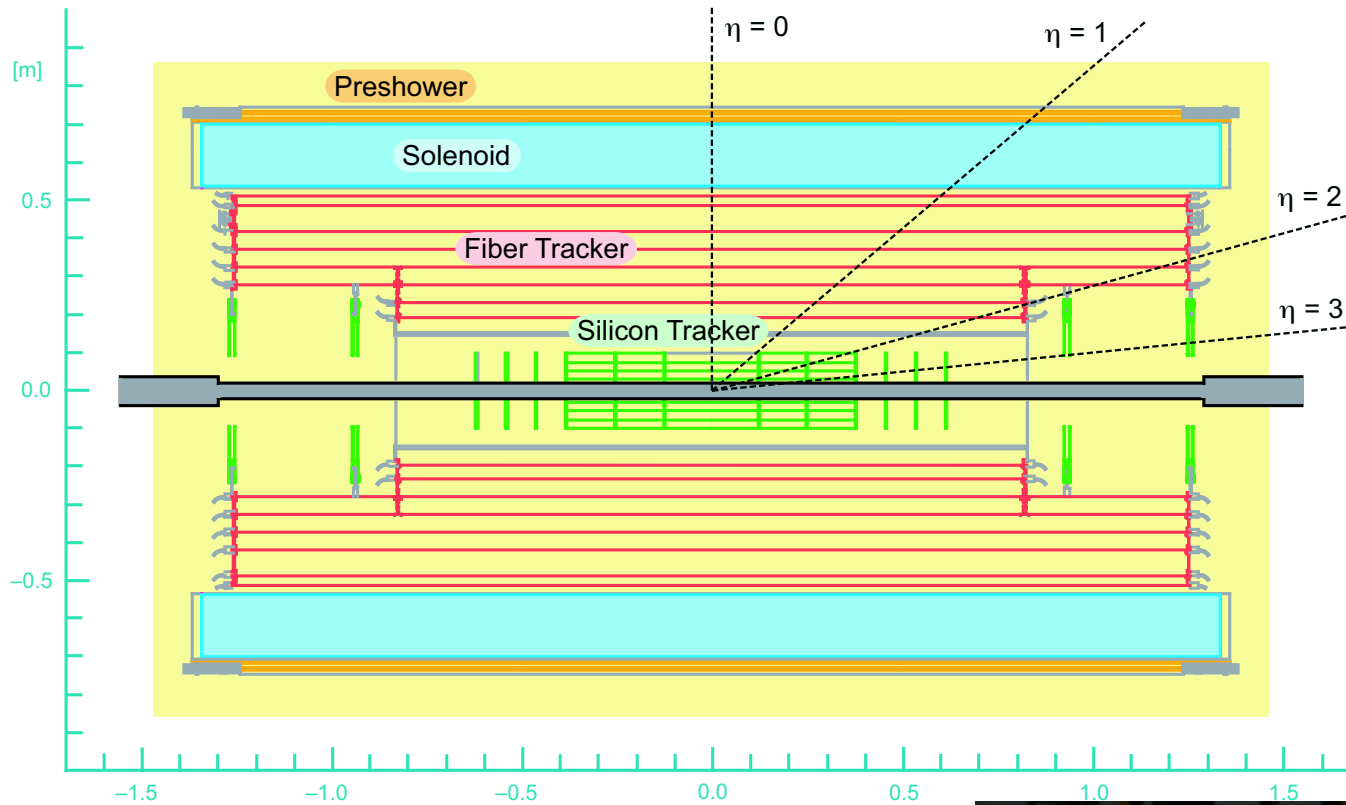 η = 0
η = 1
[m]
Preshower
Solenoid
0.5
η = 2
Fiber Tracker
η = 3
Silicon Tracker
0.0
–0.5
–1.5
–1.0
–0.5
0.0
0.5
1.0
1.5